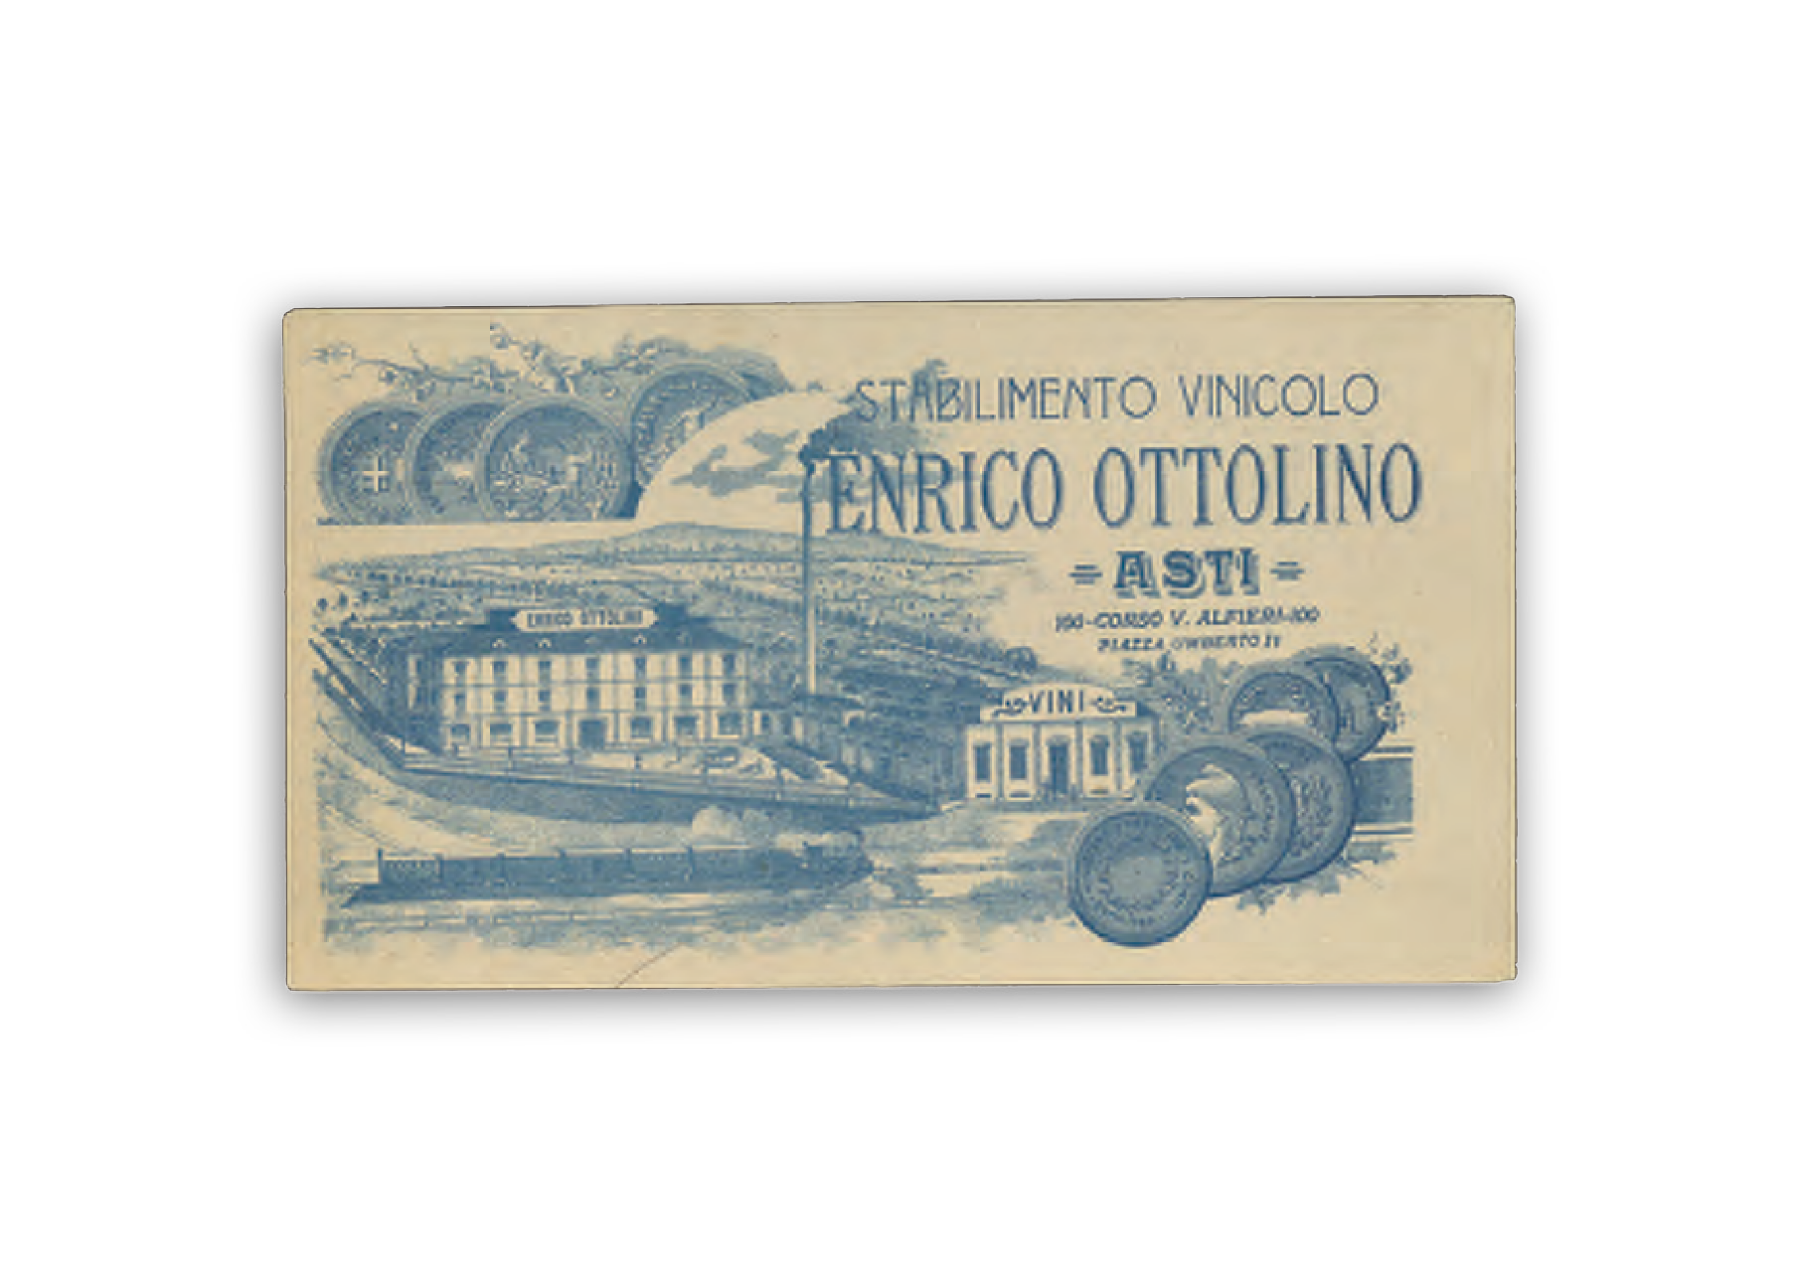 STABILIMENTO VINICOLO
ENRICO OTTOLINO
ASTI
100-CORSO V. ALFIERI-100
PIAZZA UMBERTO I
ENRICO OTTOLINO
VINI